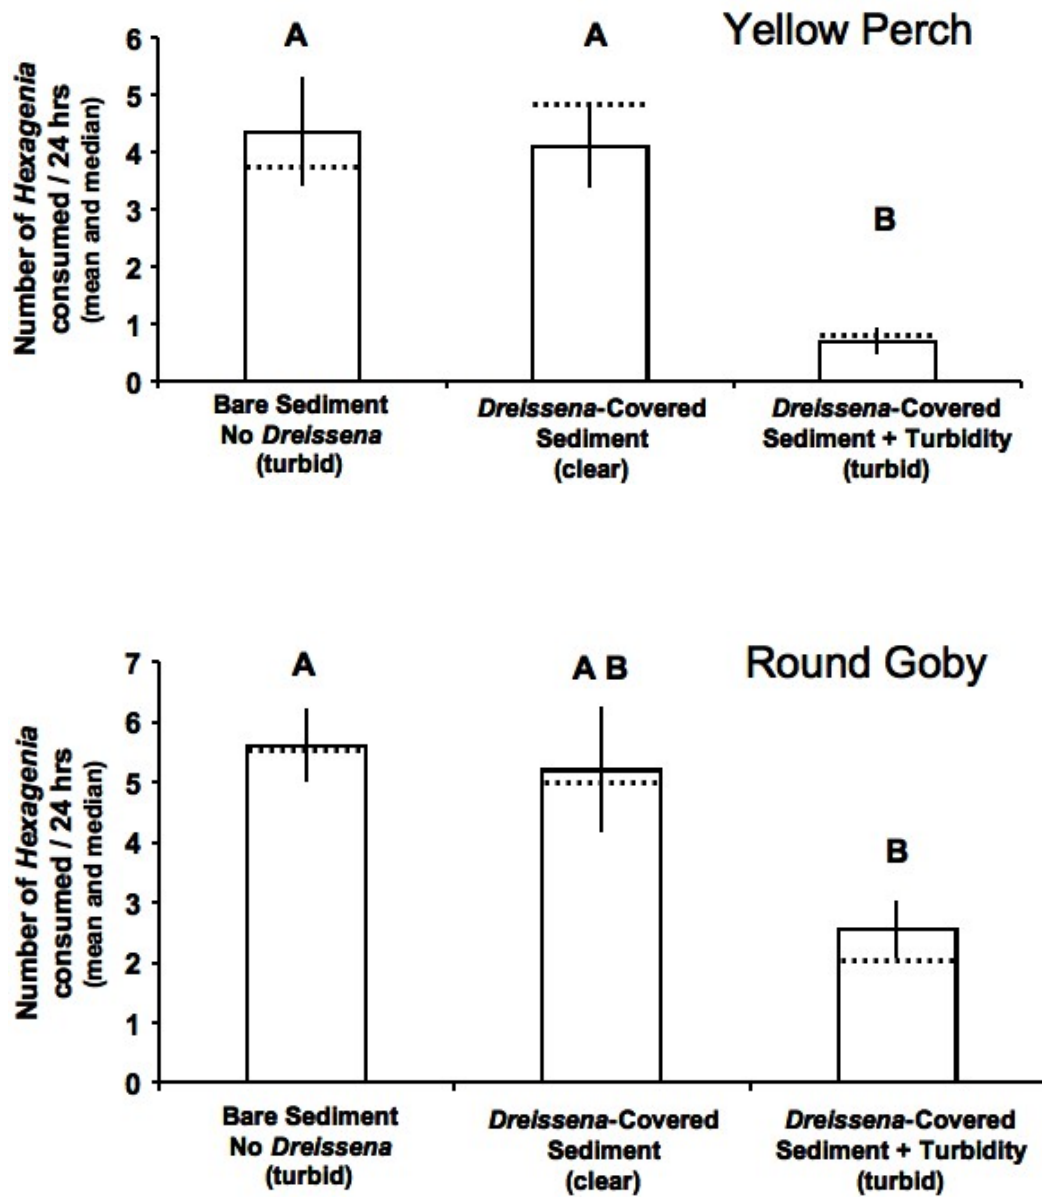 Yellow Perch
Number of Hexagenia
consumed / 24 hrs
(mean and median)
6
5
4
3
2
1
0
A
A
B
Bare Sediment
No Dreissena
(turbid)
Dreissena-Covered
Sediment
(clear)
Dreissena-Covered
Sediment + Turbidity
(turbid)
Round Goby
Number of Hexagenia
consumed / 24 hrs
(mean and median)
7
6
5
4
3
2
1
0
A
A B
B
Bare Sediment
No Dreissena
(turbid)
Dreissena-Covered
Sediment
(clear)
Dreissena-Covered
Sediment + Turbidity
(turbid)